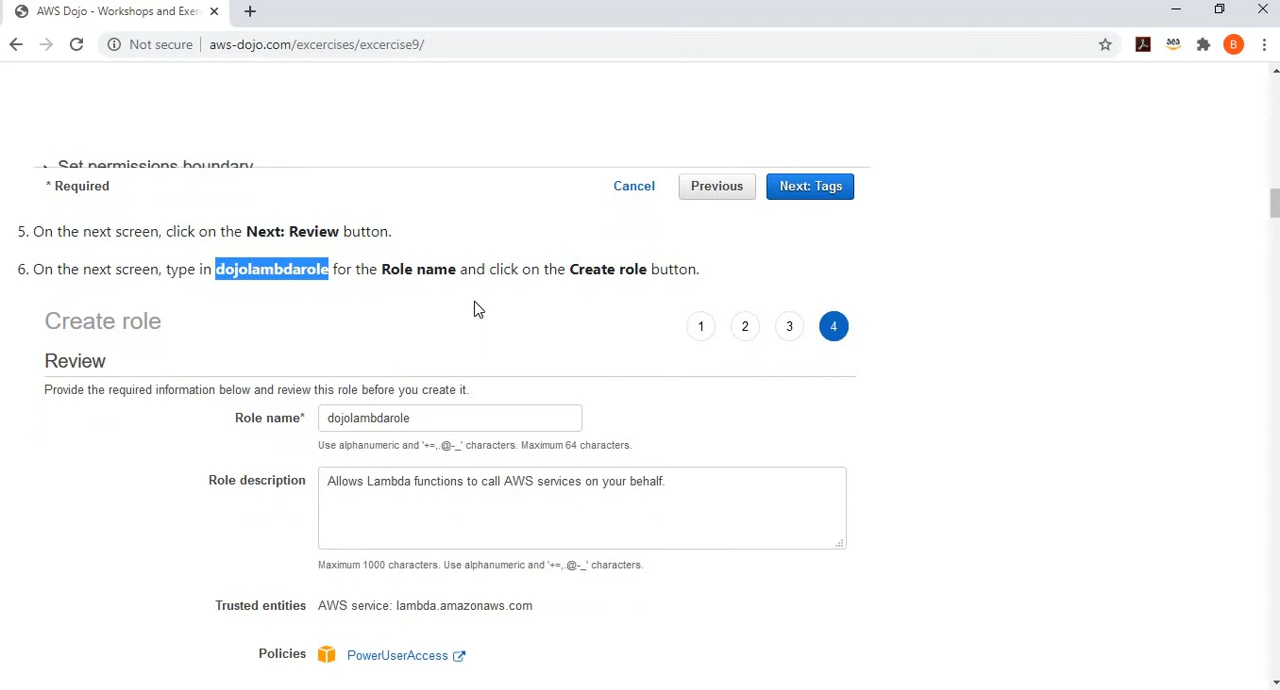 AWS Dojo - Workshops and Exer
Not secure aws-dojo.com/excercises/excercise9/
B
Set permissions boundary
* Required Cancel Previous Next: Tags
5. On the next screen, click on the Next: Review button.
6. On the next screen, type in dojolambdarole for the Role name and click on the Create role button.
Create role 1 2 3 4
Review
Provide the required information below and review this role before you create it.
Role name* dojolambdarole
Use alphanumeric and '+=,.@-_' characters. Maximum 64 characters.
Role description Allows Lambda functions to call AWS services on your behalf.
Maximum 1000 characters. Use alphanumeric and '+=,.@-_' characters.
Trusted entities AWS service: lambda.amazonaws.com
Policies PowerUserAccess